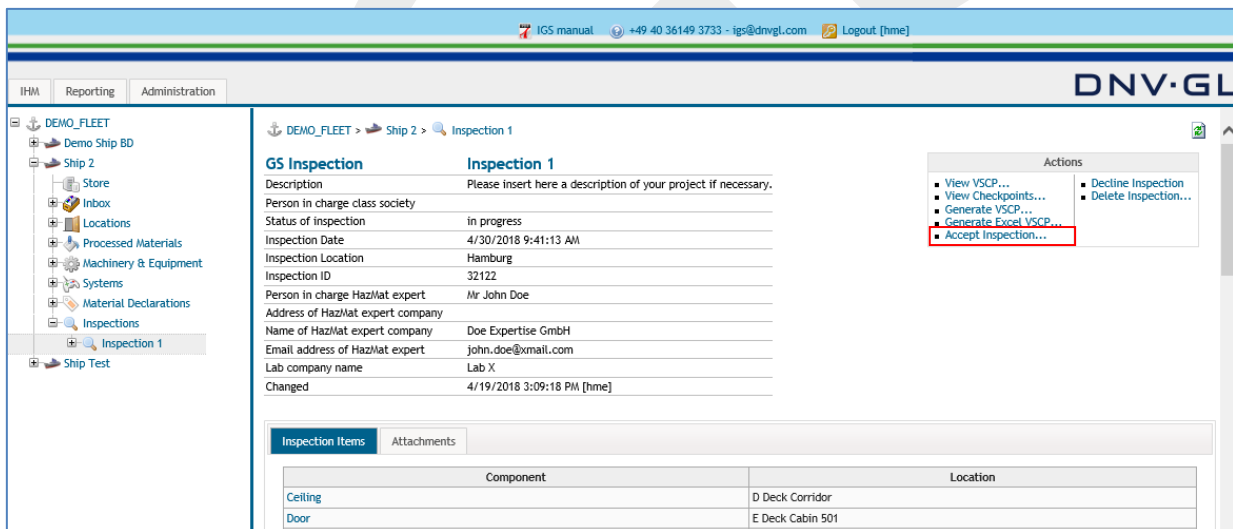 IGS manual +49 40 36149 3733 - igs@dnvgl.com Logout [hme]
IHM Reporting Administration
DNV·GL
DEMO_FLEET
Demo Ship BD
Ship 2
Store
Inbox
Locations
Processed Materials
Machinery & Equipment
Systems
Material Declarations
Inspections
Inspection 1
Ship Test
DEMO_FLEET > Ship 2 > Inspection 1
GS Inspection Inspection 1
Description Please insert here a description of your project if necessary.
Person in charge class society
Status of inspection in progress
Inspection Date 4/30/2018 9:41:13 AM
Inspection Location Hamburg
Inspection ID 32122
Person in charge HazMat expert Mr John Doe
Address of HazMat expert company
Name of HazMat expert company Doe Expertise GmbH
Email address of HazMat expert john.doe@xmail.com
Lab company name Lab X
Changed 4/19/2018 3:09:18 PM [hme]
Actions
View VSCP...
View Checkpoints...
Generate VSCP...
Generate Excel VSCP...
Accept Inspection...
Decline Inspection
Delete Inspection...
Inspection Items Attachments
Component Location
Ceiling D Deck Corridor
Door E Deck Cabin 501